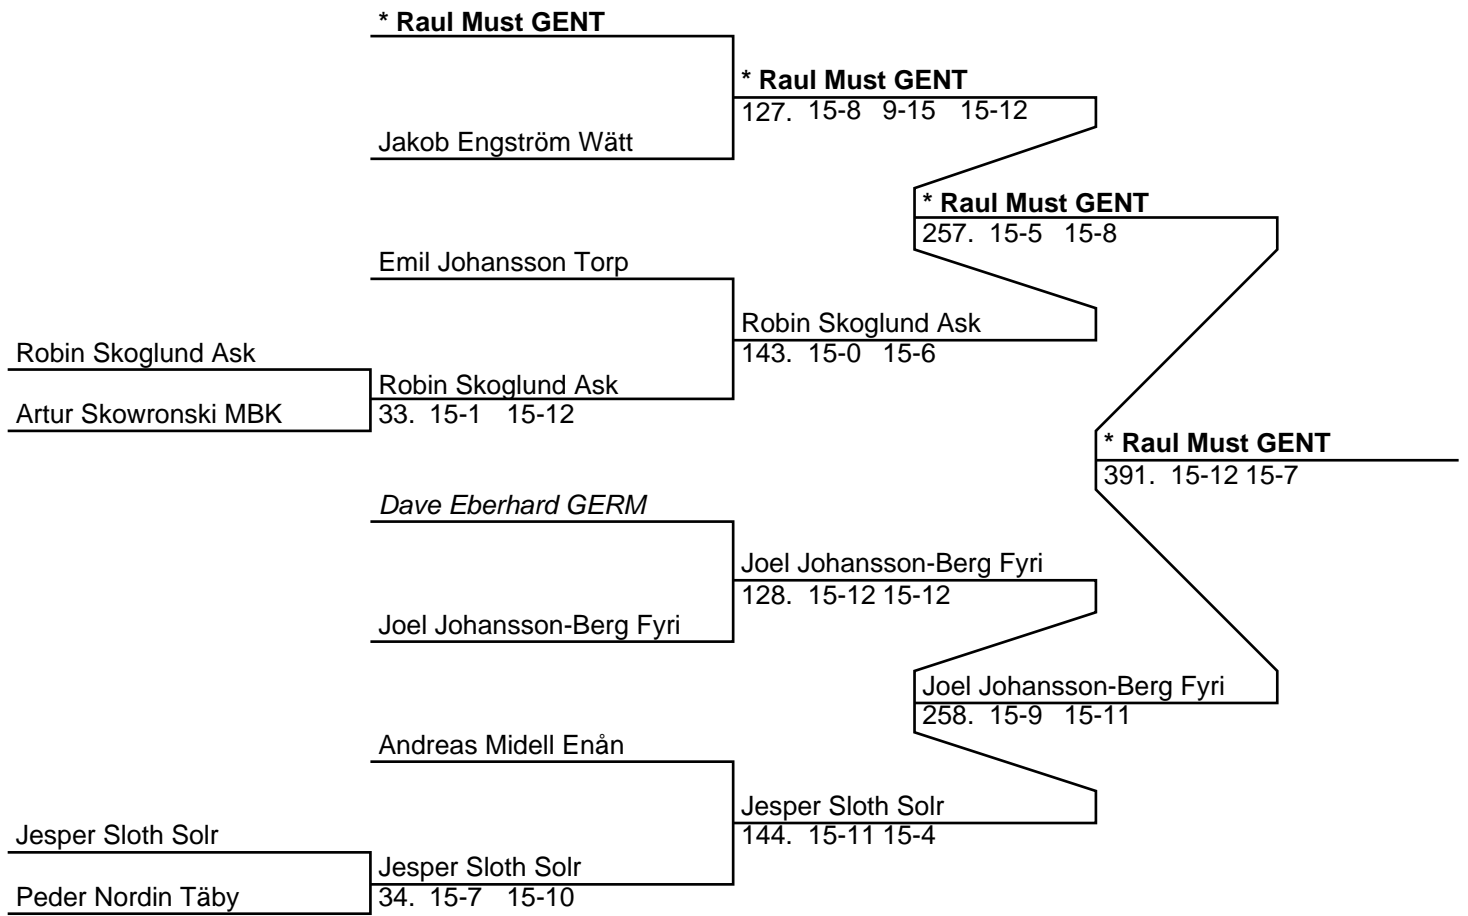 * Raul Must GENT
* Raul Must GENT
127. 15-8 9-15 15-12
Jakob Engström Wätt
* Raul Must GENT
257. 15-5 15-8
Emil Johansson Torp
Robin Skoglund Ask
143. 15-0 15-6
Robin Skoglund Ask
Robin Skoglund Ask
33. 15-1 15-12
Artur Skowronski MBK
* Raul Must GENT
391. 15-12 15-7
Dave Eberhard GERM
Joel Johansson-Berg Fyri
128. 15-12 15-12
Joel Johansson-Berg Fyri
Joel Johansson-Berg Fyri
258. 15-9 15-11
Andreas Midell Enån
Jesper Sloth Solr
144. 15-11 15-4
Jesper Sloth Solr
Jesper Sloth Solr
34. 15-7 15-10
Peder Nordin Täby